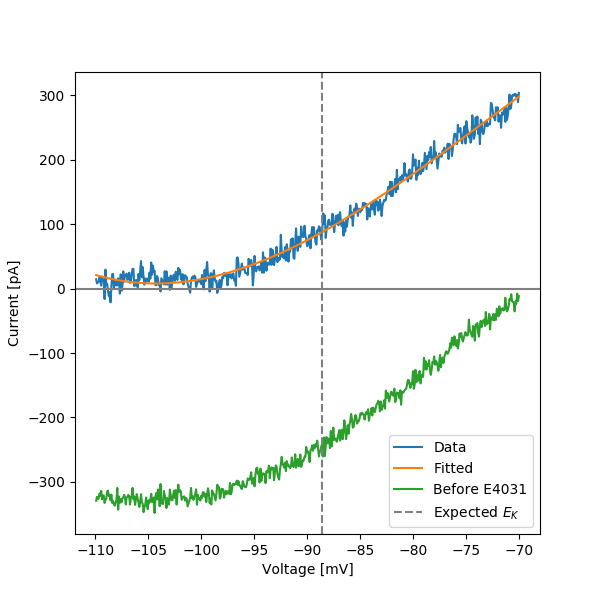 300
200
100
0
−100
−200
−300
Current [pA]
Data
Fitted
Before E4031
Expected E_K
−110 −105 −100 −95 −90 −85 −80 −75 −70
Voltage [mV]